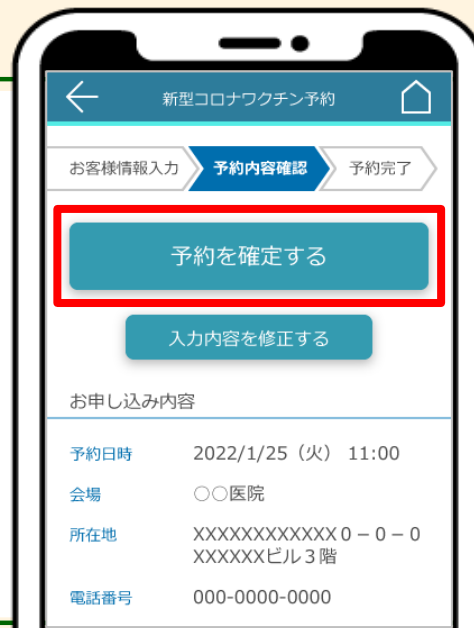 新型コロナワクチン予約
お客様情報入力 予約内容確認 予約完了
予約を確定する
入力内容を修正する
お申し込み内容
予約日時 2022/1/25（火） 11:00
会場 ○○医院
所在地 XXXXXXXXXXXX０－０－０
XXXXXXビル３階
電話番号 000-0000-0000